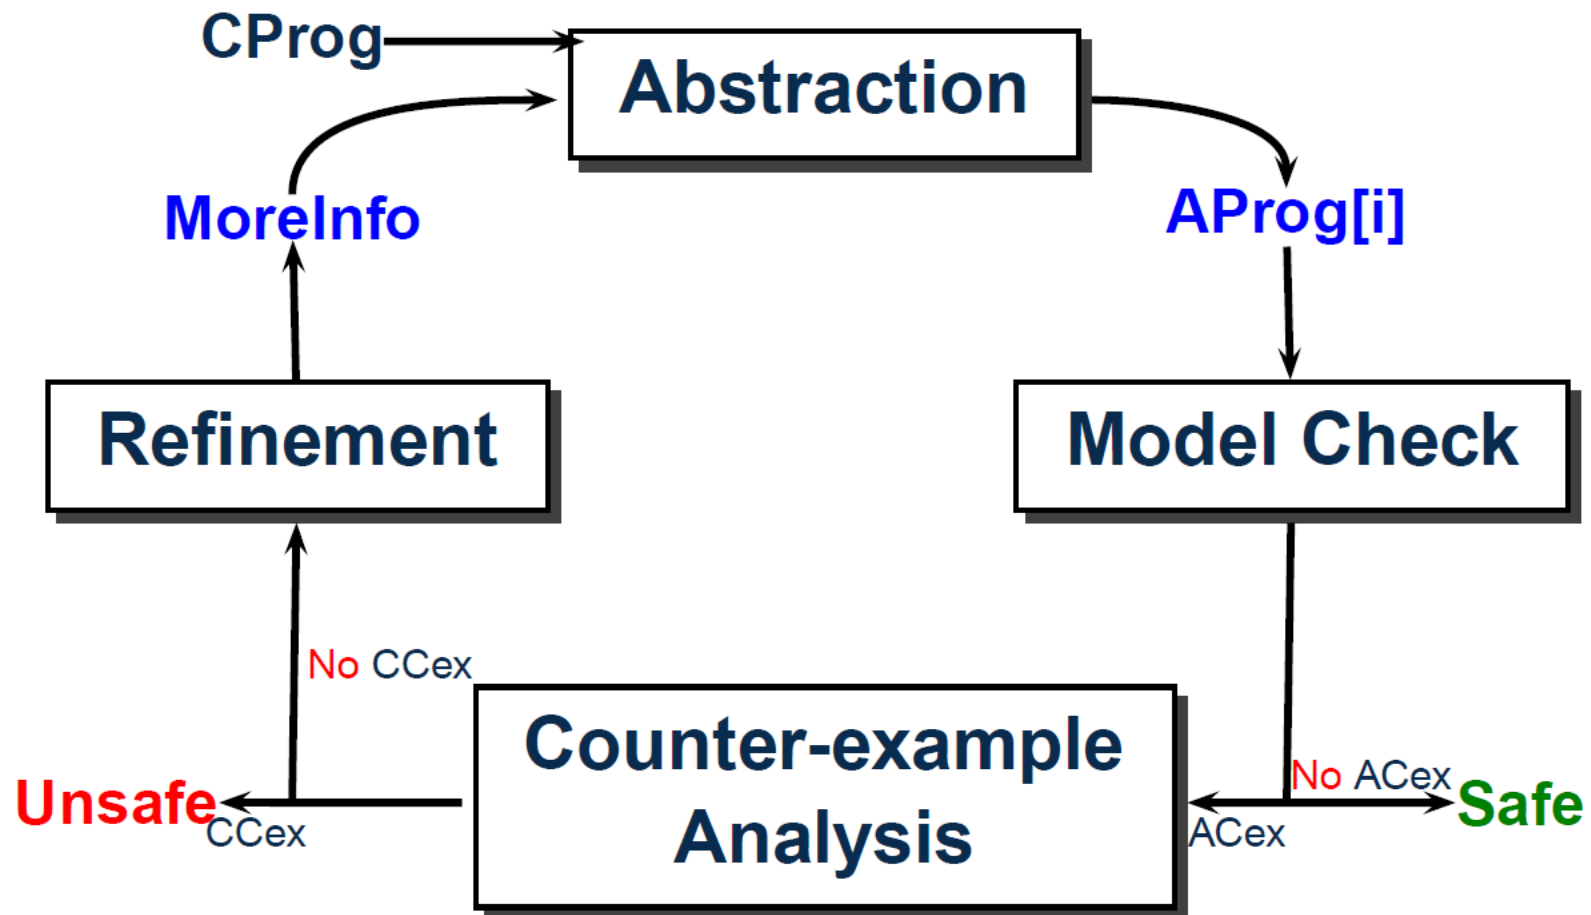 CProg
Abstraction
MoreInfo
AProg[i]
Refinement
Model Check
No CCex
Counter-example
Analysis
Unsafe
CCex
No ACex
ACex
Safe